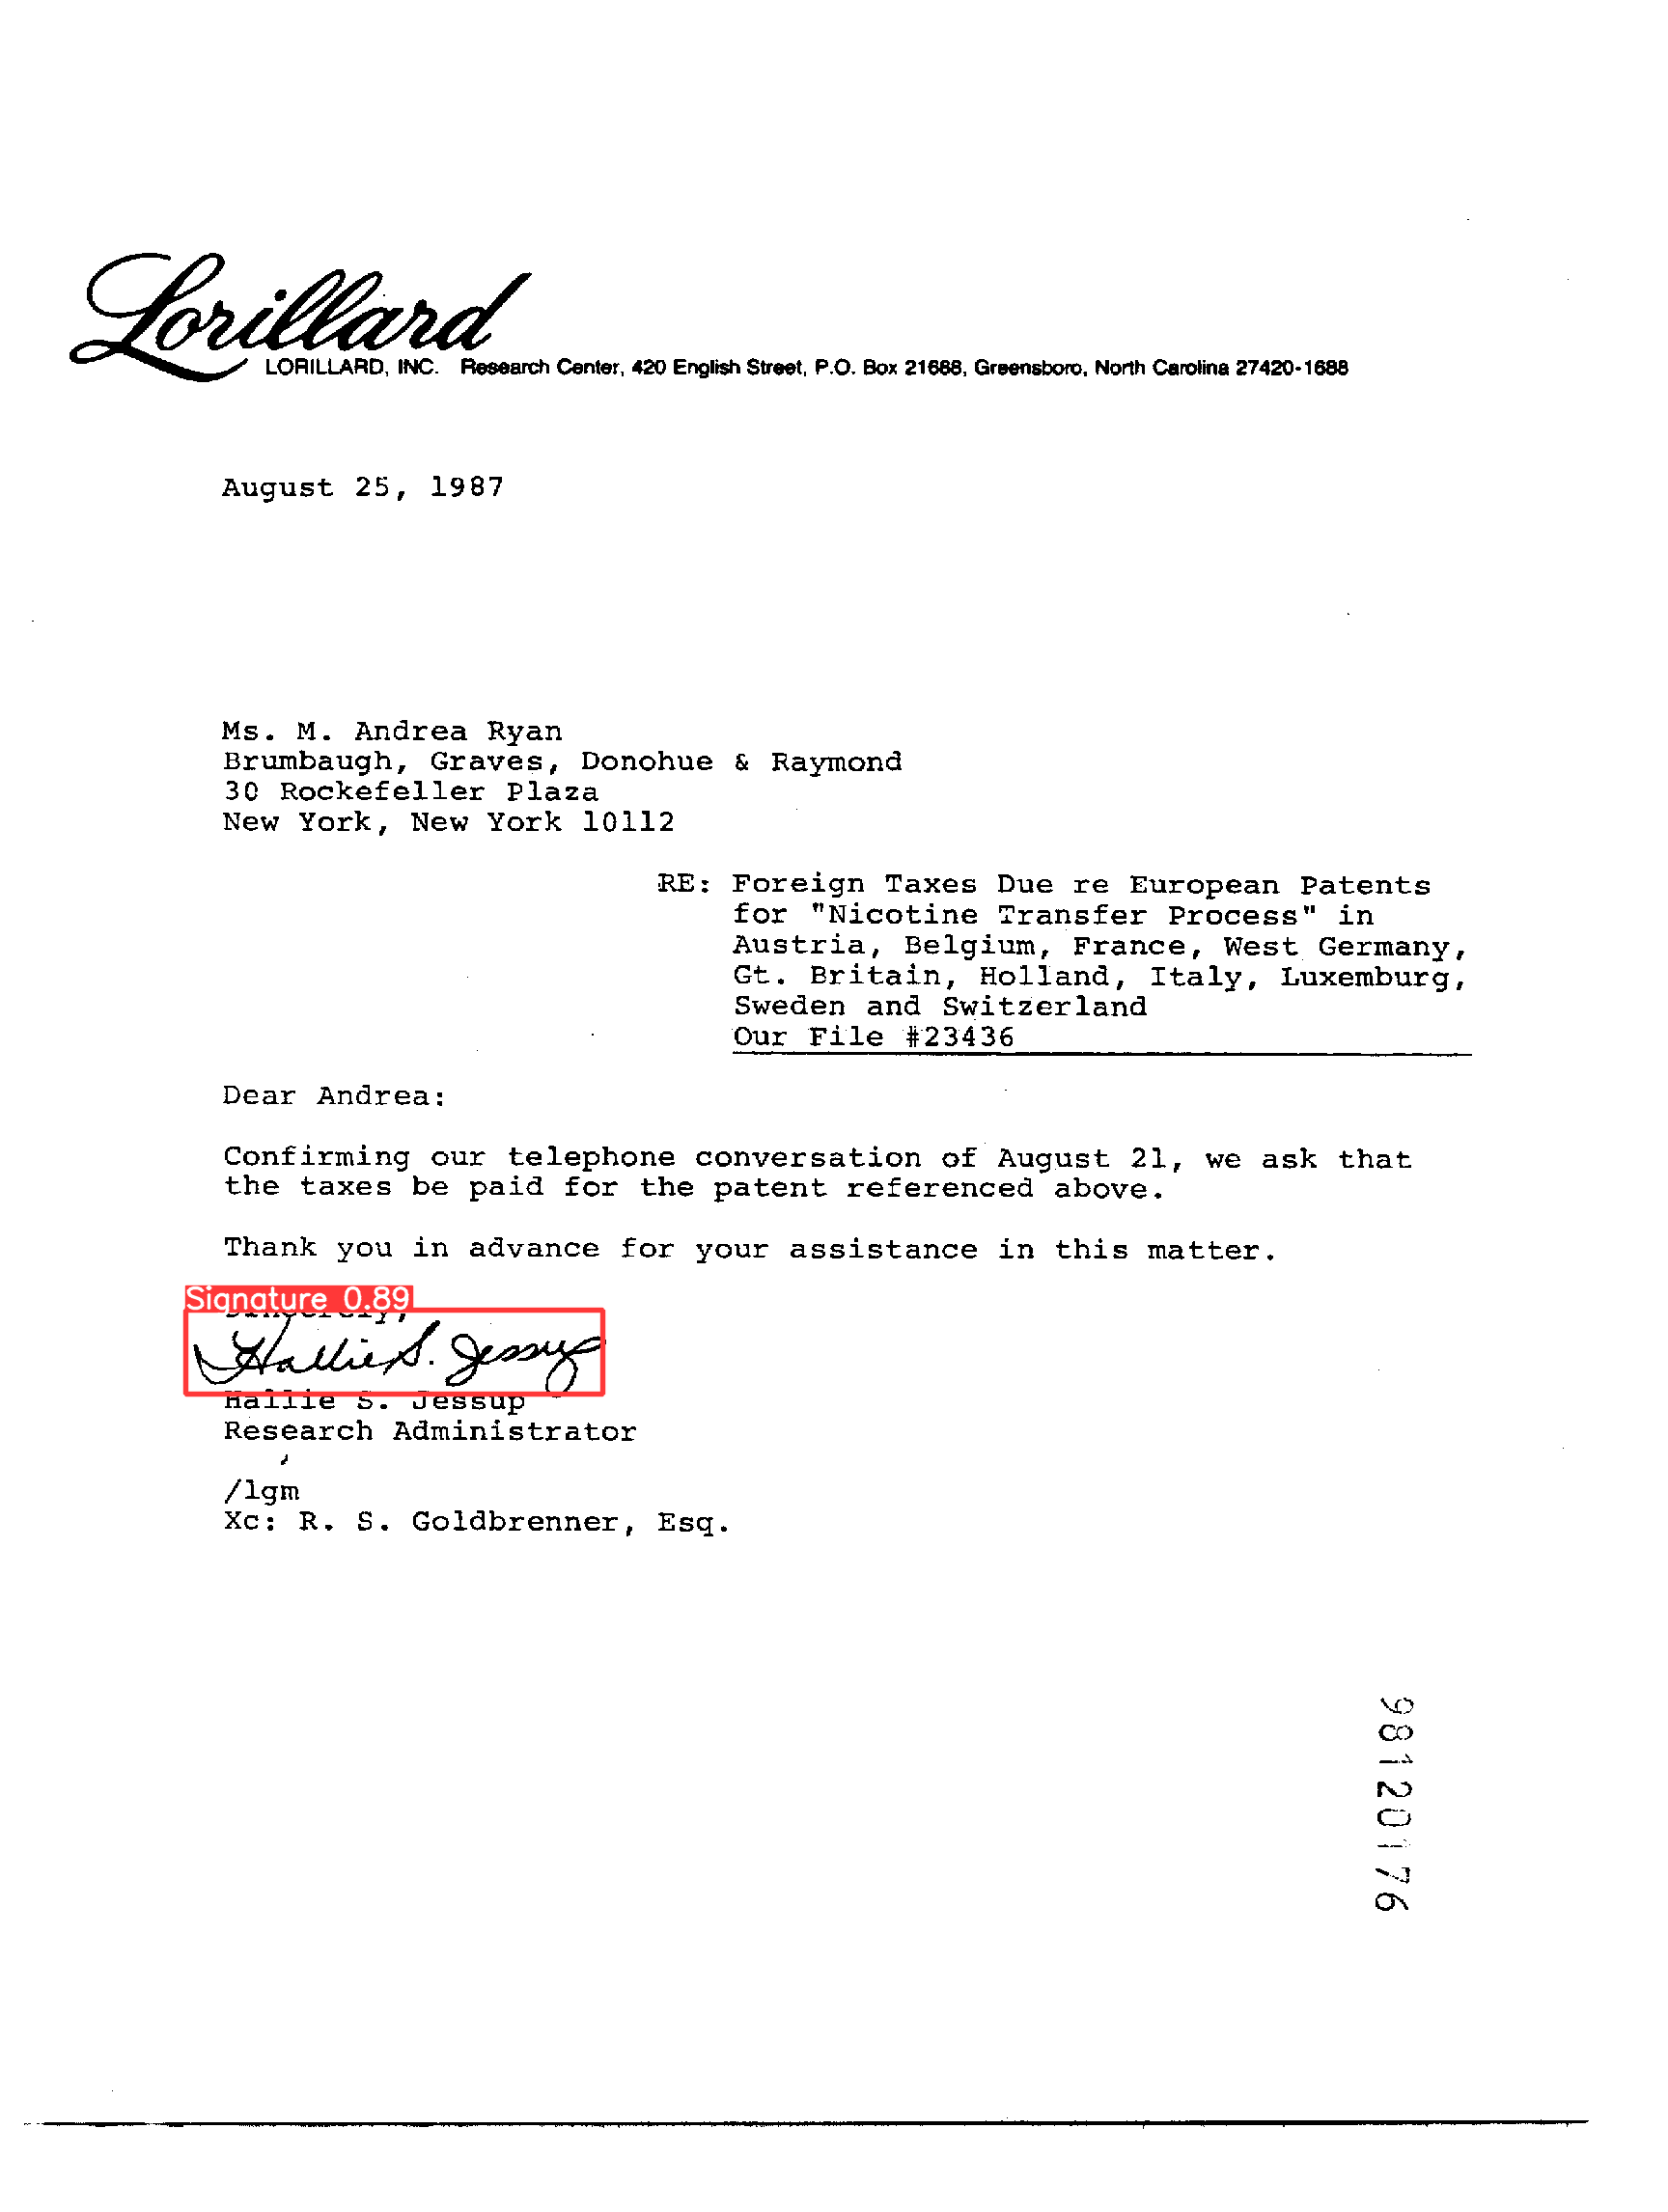 Lorillard
LORILLARD, INC. Research Center, 420 English Street, P.O. Box 21688, Greensboro, North Carolina 27420-1688
August 25, 1987
Ms. M. Andrea Ryan
Brumbaugh, Graves, Donohue & Raymond
30 Rockefeller Plaza
New York, New York 10112
RE: Foreign Taxes Due re European Patents
for "Nicotine Transfer Process" in
Austria, Belgium, France, West Germany,
Gt. Britain, Holland, Italy, Luxemburg,
Sweden and Switzerland
Our File #23436
Dear Andrea:
Confirming our telephone conversation of August 21, we ask that
the taxes be paid for the patent referenced above.
Thank you in advance for your assistance in this matter.
Signature 0.89
Sincerely,
Hallie S. Jessup
Hallie S. Jessup
Research Administrator
/lgm
Xc: R. S. Goldbrenner, Esq.
98120176